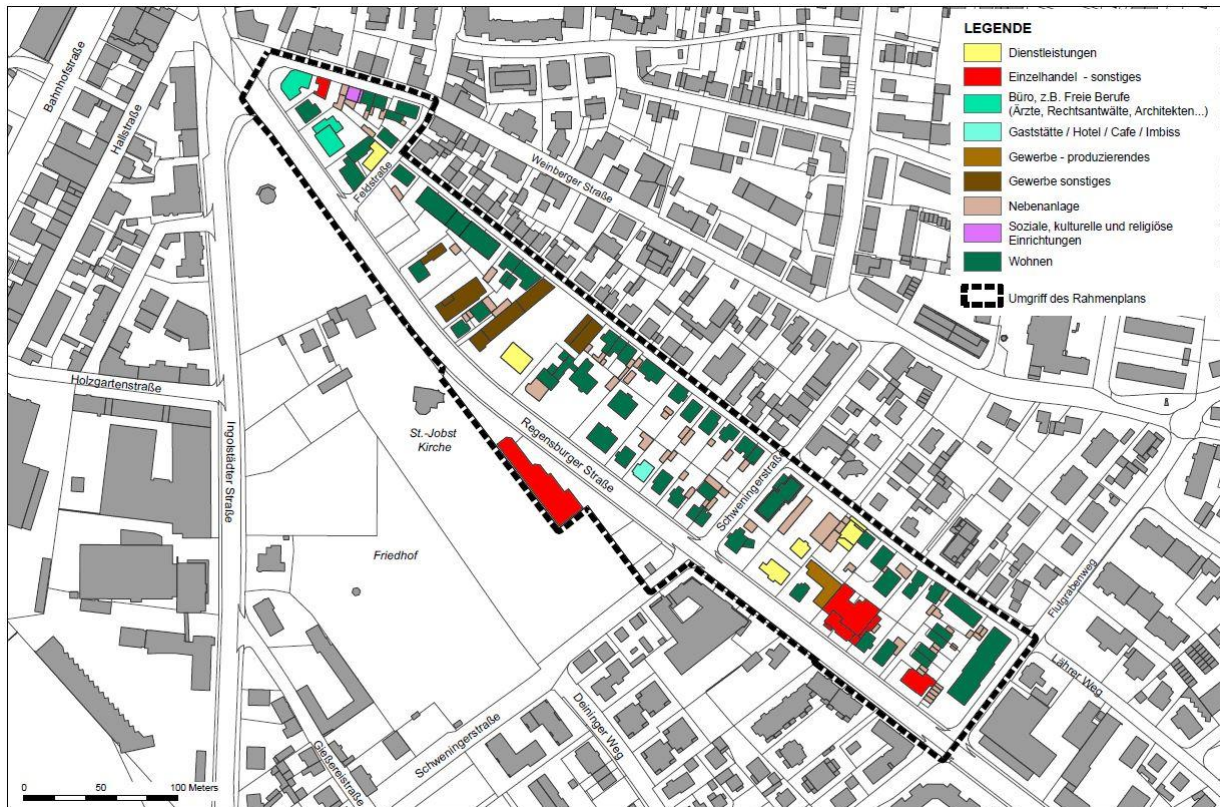 LEGENDE
Dienstleistungen
Einzelhandel - sonstiges
Büro, z.B. Freie Berufe
(Ärzte, Rechtsantwälte, Architekten...)
Gaststätte / Hotel / Cafe / Imbiss
Gewerbe - produzierendes
Gewerbe sonstiges
Nebenanlage
Soziale, kulturelle und religiöse
Einrichtungen
Wohnen
Umgriff des Rahmenplans
Bahnhofstraße
Hallstraße
Weinberger Straße
Feldstraße
Holzgartenstraße
Ingolstädter Straße
St.-Jobst
Kirche
Regensburger Straße
Schweningerstraße
Friedhof
Flutgrabenweg
Lährer Weg
Deininger Weg
Schweningerstraße
Gießereistraße
0 50 100 Meters